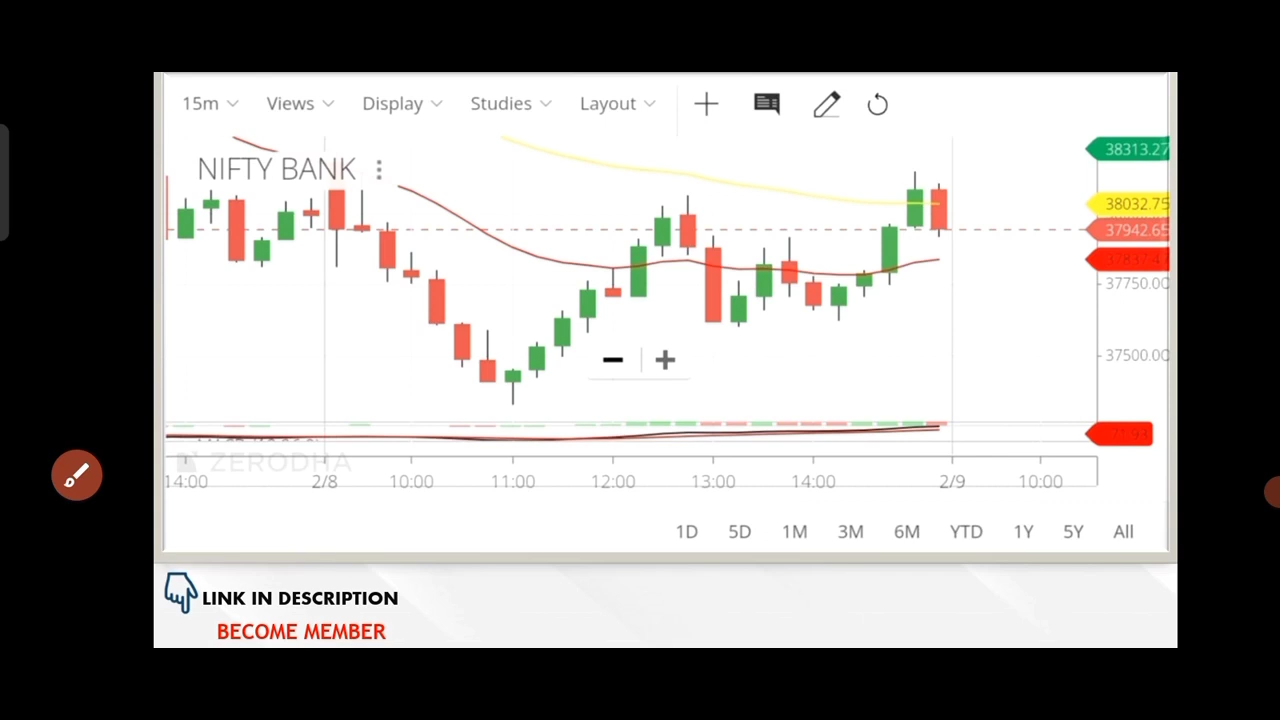 15m Views Display Studies Layout
NIFTY BANK
38313.27
38032.75
37942.65
37750.00
37500.00
ZERODHA
14:00 2/8 10:00 11:00 12:00 13:00 14:00 2/9 10:00
1D 5D 1M 3M 6M YTD 1Y 5Y All
LINK IN DESCRIPTION
BECOME MEMBER